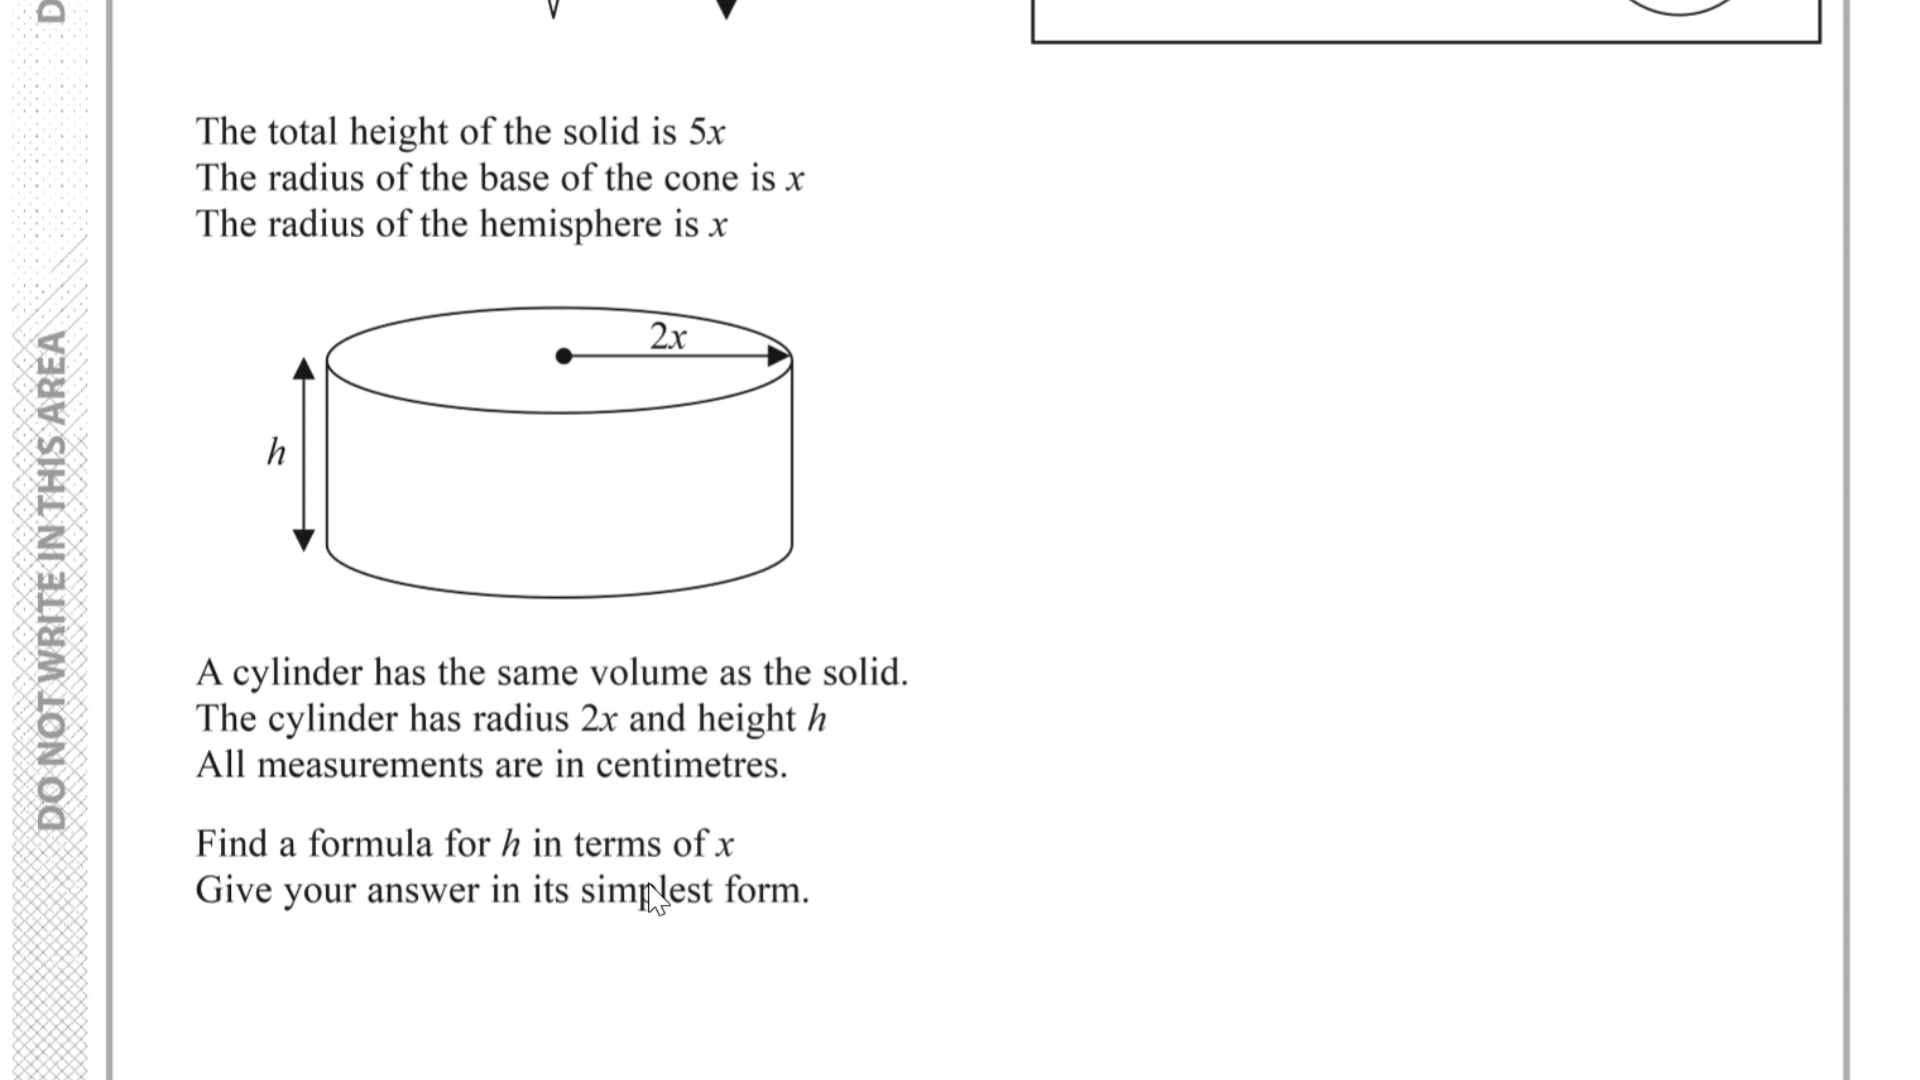 The total height of the solid is 5x
The radius of the base of the cone is x
The radius of the hemisphere is x
2x
h
A cylinder has the same volume as the solid.
The cylinder has radius 2x and height h
All measurements are in centimetres.
Find a formula for h in terms of x
Give your answer in its simplest form.
DO NOT WRITE IN THIS AREA
D